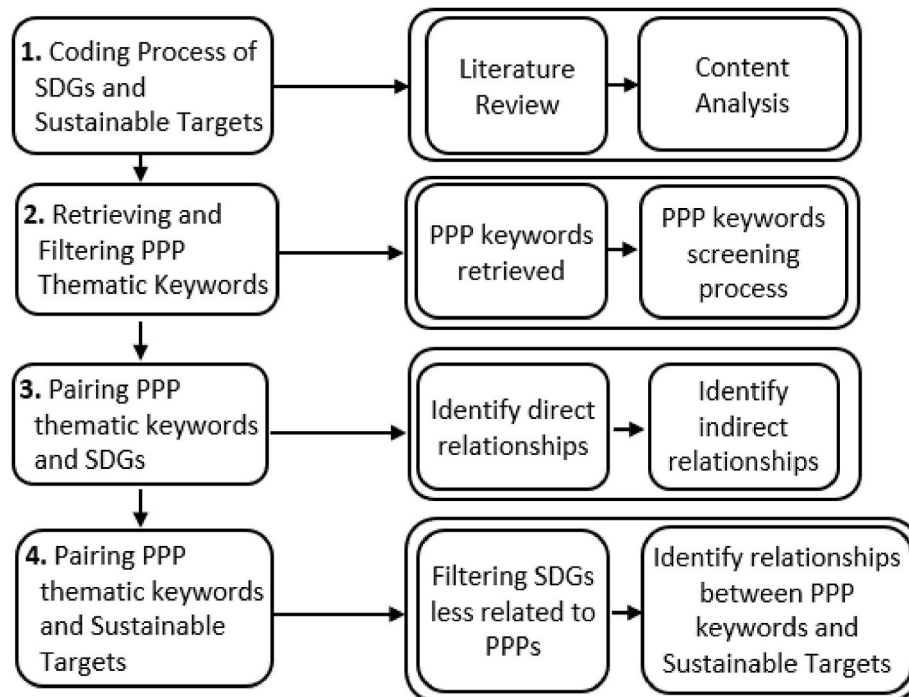 1. Coding Process of
SDGs and
Sustainable Targets
Literature
Review
Content
Analysis
2. Retrieving and
Filtering PPP
Thematic Keywords
PPP keywords
retrieved
PPP keywords
screening
process
3. Pairing PPP
thematic keywords
and SDGs
Identify direct
relationships
Identify
indirect
relationships
4. Pairing PPP
thematic keywords
and Sustainable
Targets
Filtering SDGs
less related to
PPPs
Identify relationships
between PPP
keywords and
Sustainable Targets